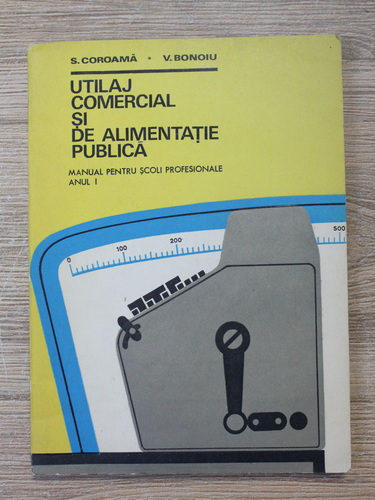 S. COROAMĂ • V. BONOIU
UTILAJ
COMERCIAL
ȘI
DE ALIMENTAȚIE
PUBLICĂ
MANUAL PENTRU ȘCOLI PROFESIONALE
ANUL I
0 100 200 500